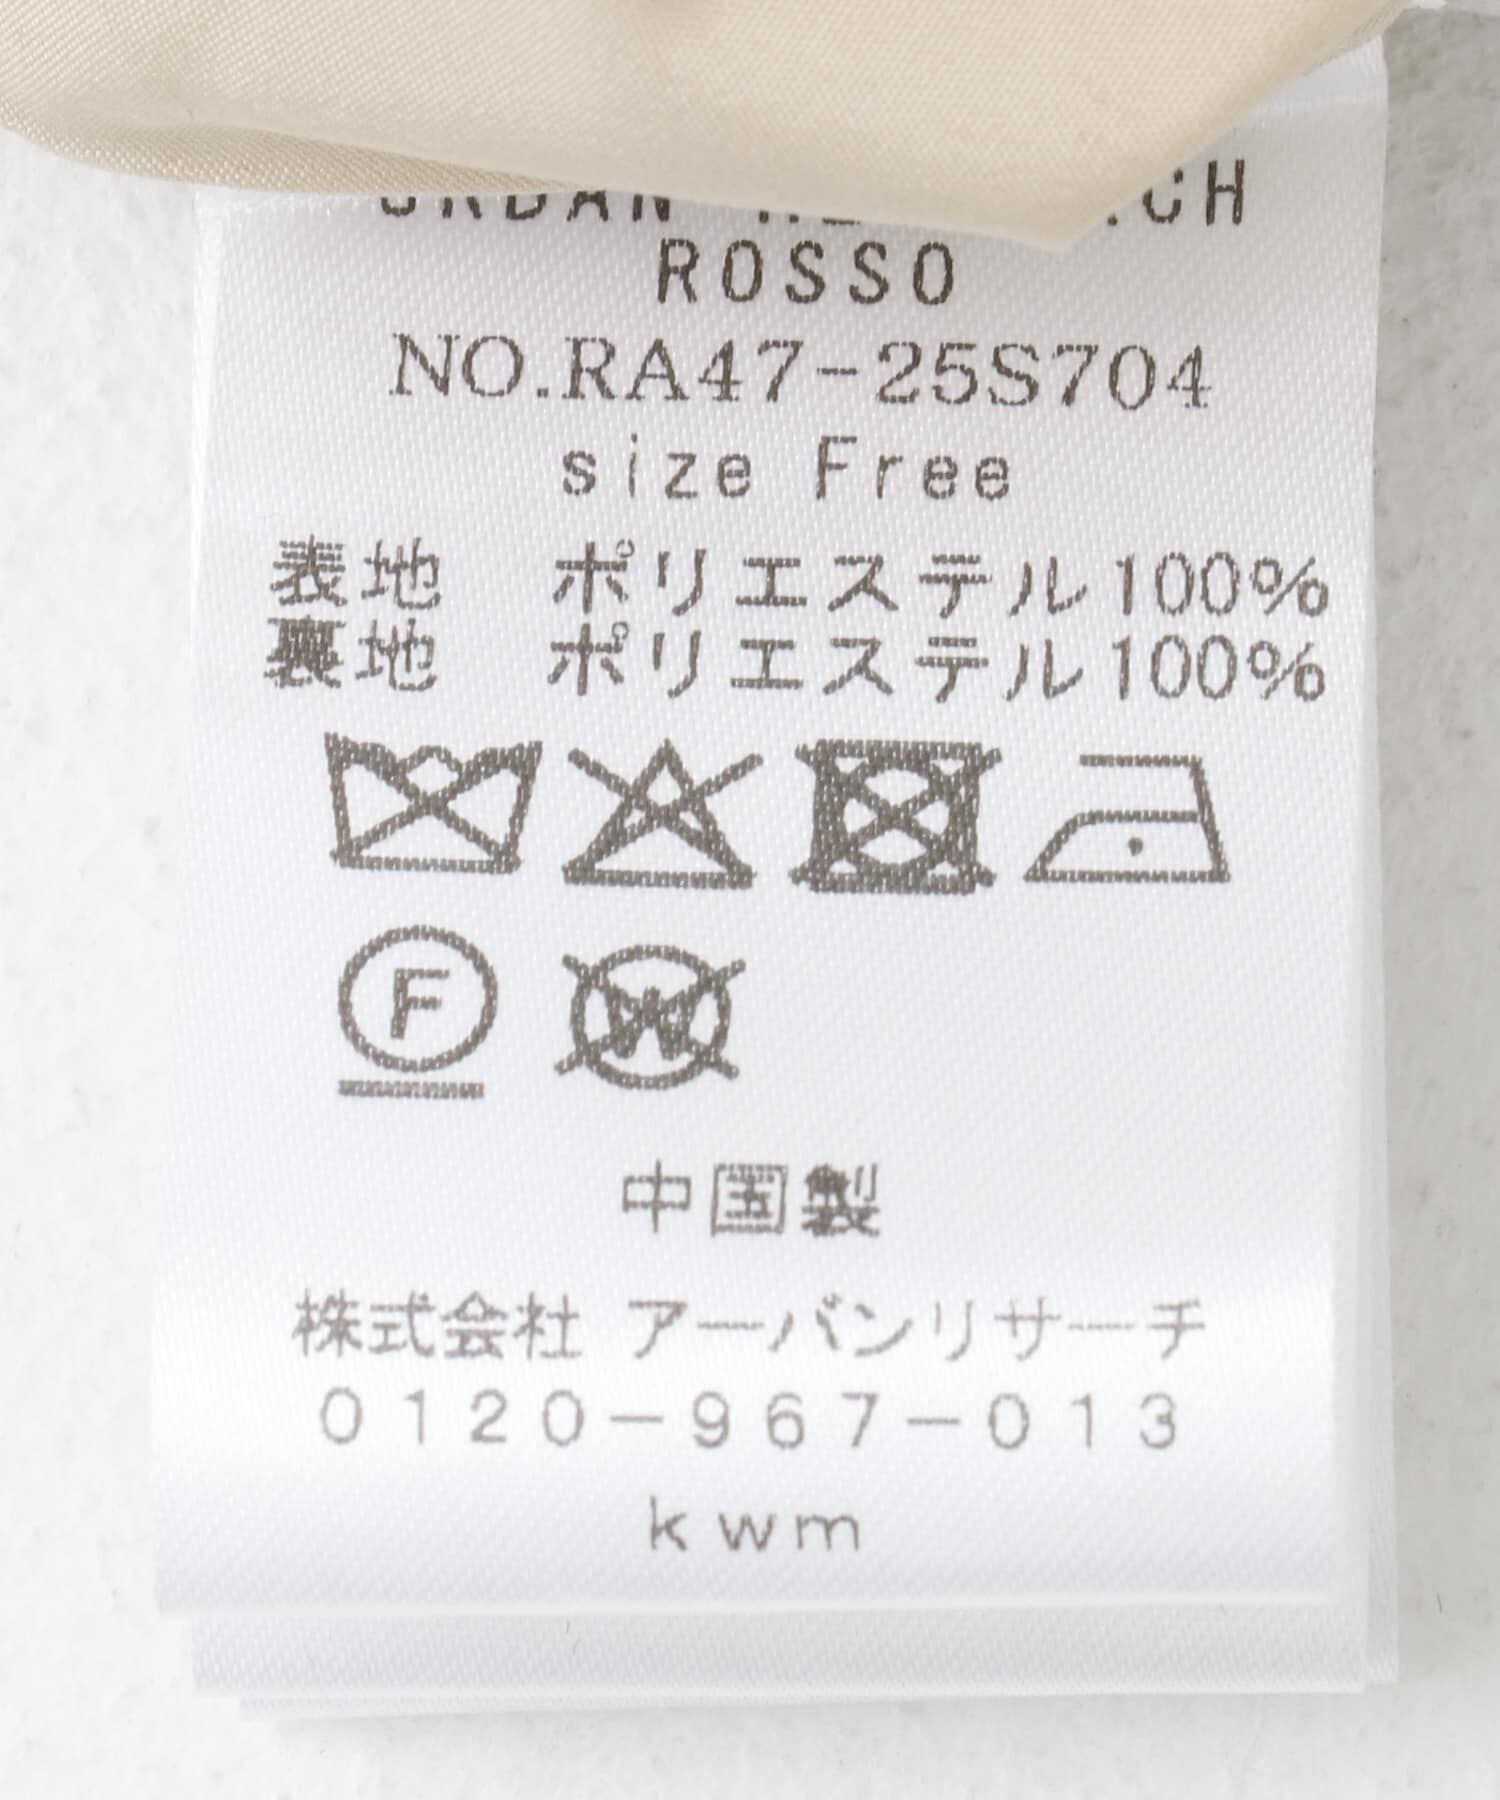 URBAN RESEARCH
ROSSO
NO.RA47-25S704
size Free
表地 ポリエステル100%
裏地 ポリエステル100%
F
W
中国製
株式会社 アーバンリサーチ
0120-967-013
kwm